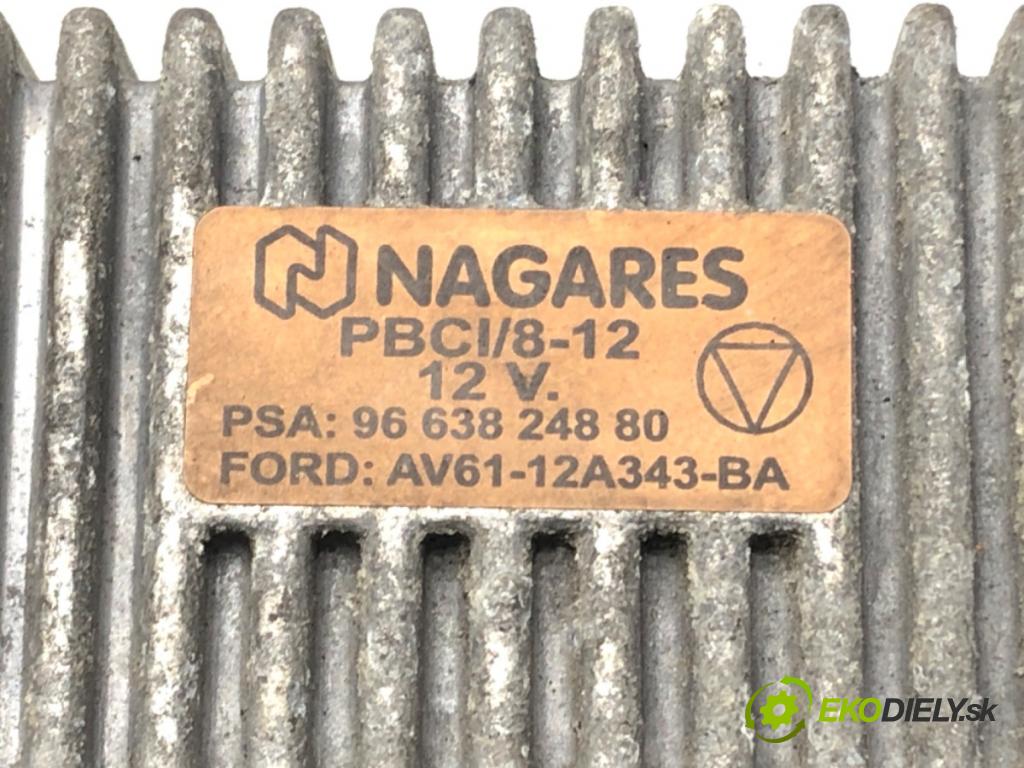 NAGARES
PBCI/8-12
12 V.
PSA: 96 638 248 80
FORD: AV61-12A343-BA
EKODIELY.sk